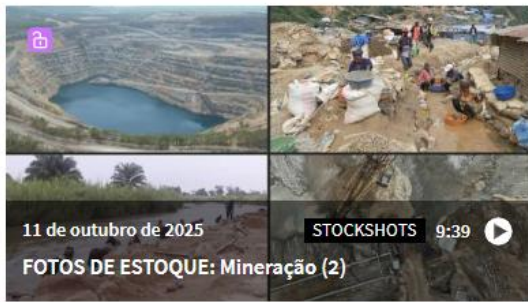 11 de outubro de 2025
STOCKSHOTS 9:39
FOTOS DE ESTOQUE: Mineração (2)